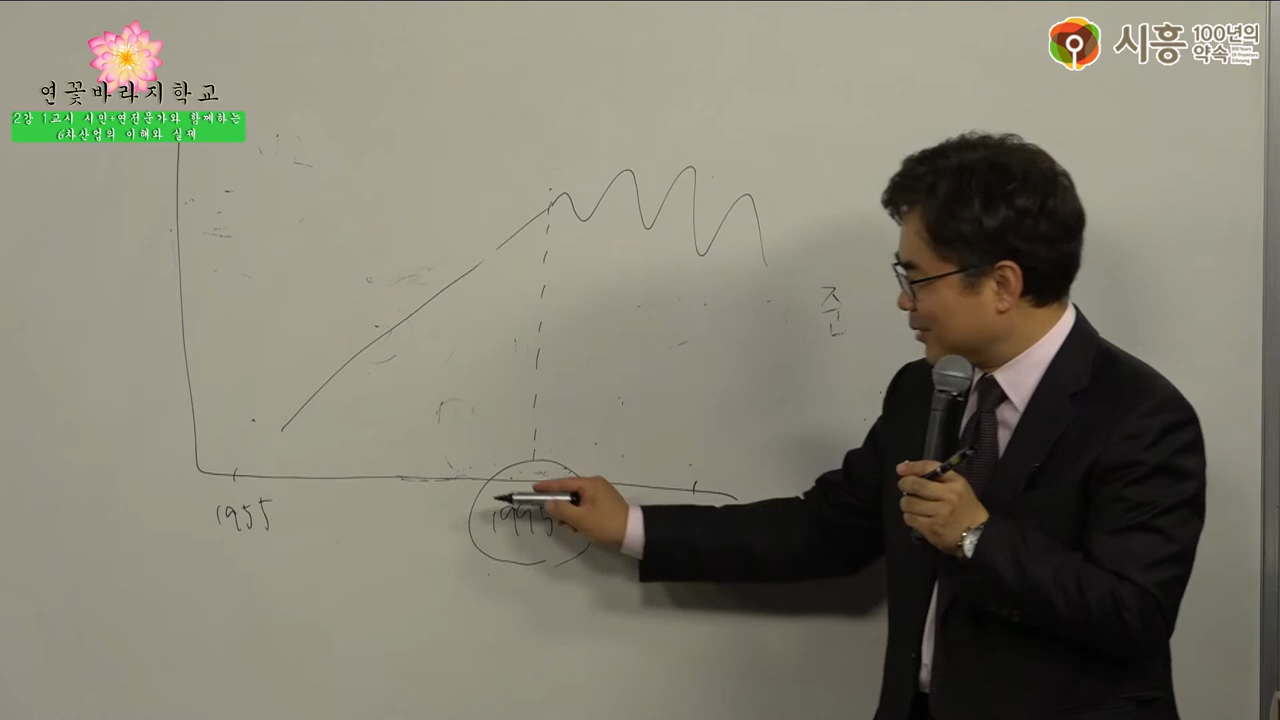 연꽃바라지학교
2강 1교시 시민+연전문가와 함께하는
6차산업의 이해와 실제
시흥 100년의
약속
준
1955
1995